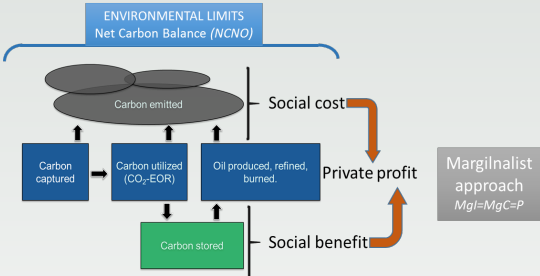 ENVIRONMENTAL LIMITS
Net Carbon Balance (NCNO)
Carbon emitted
Social cost
Carbon
captured
Carbon utilized
(CO₂-EOR)
Oil produced, refined,
burned.
Private profit
Margilnalist
approach
MgI=MgC=P
Carbon stored
Social benefit